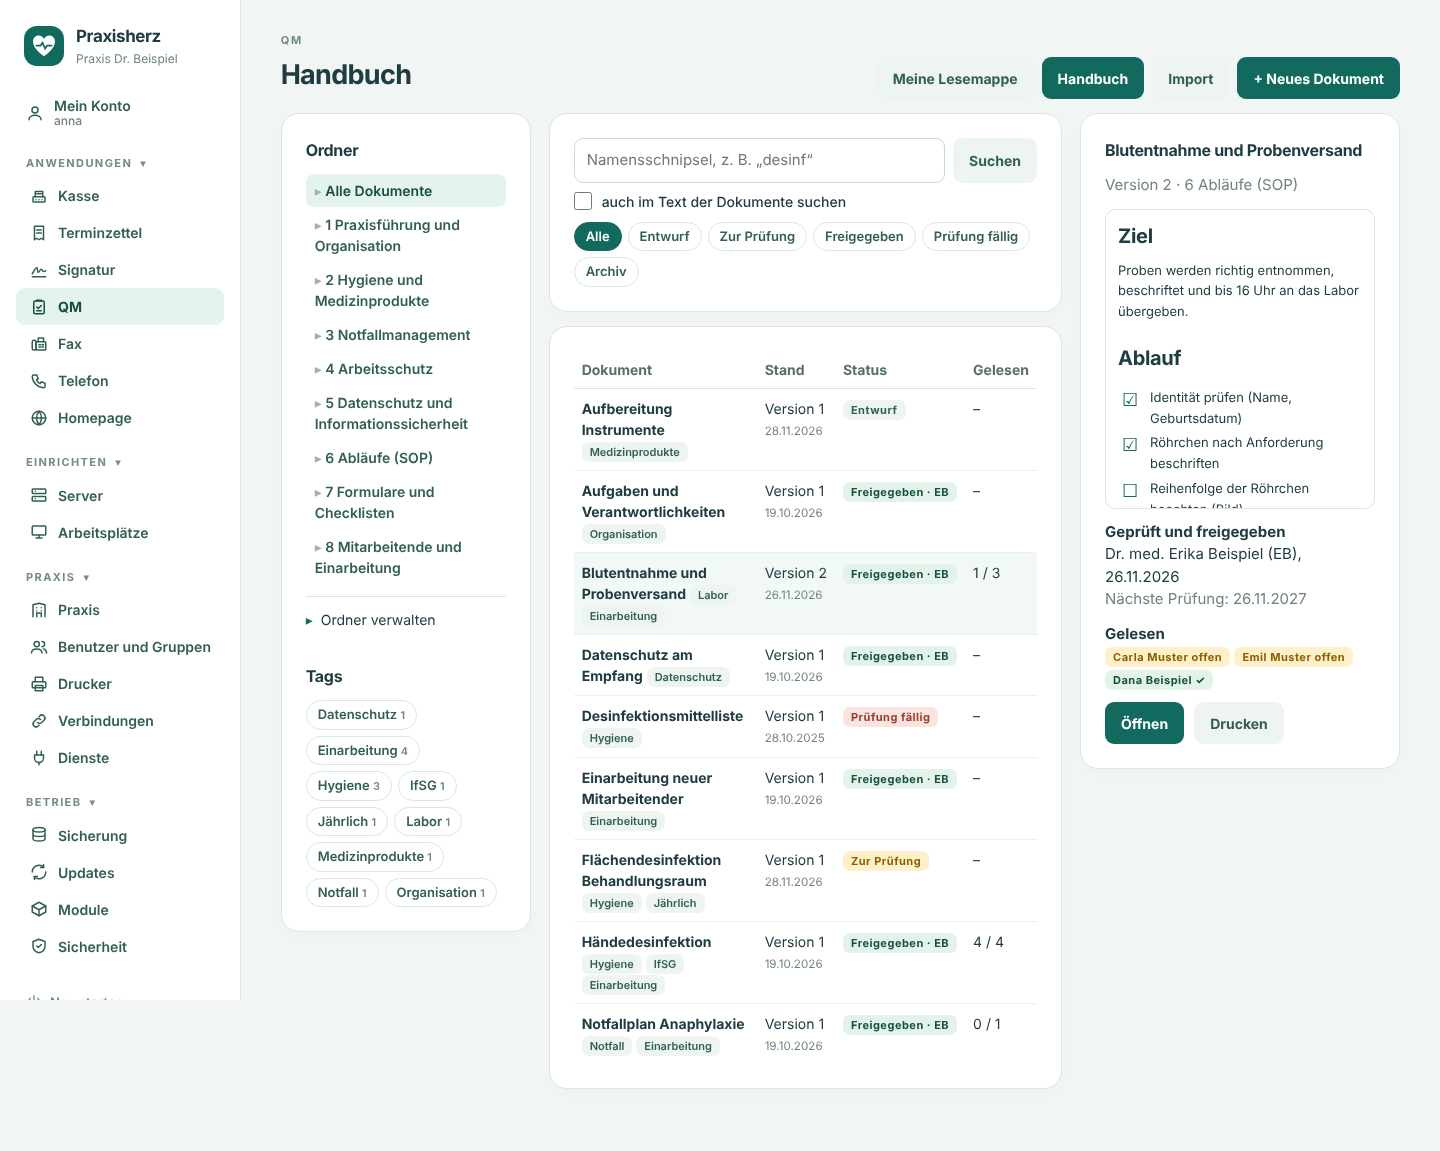 Praxisherz
Praxis Dr. Beispiel
Mein Konto
anna
ANWENDUNGEN ▾
Kasse
Terminzettel
Signatur
QM
Fax
Telefon
Homepage
EINRICHTEN ▾
Server
Arbeitsplätze
PRAXIS ▾
Praxis
Benutzer und Gruppen
Drucker
Verbindungen
Dienste
BETRIEB ▾
Sicherung
Updates
Module
Sicherheit
QM
Handbuch
Meine Lesemappe
Handbuch
Import
+ Neues Dokument
Ordner
▸ Alle Dokumente
▸ 1 Praxisführung und
Organisation
▸ 2 Hygiene und
Medizinprodukte
▸ 3 Notfallmanagement
▸ 4 Arbeitsschutz
▸ 5 Datenschutz und
Informationssicherheit
▸ 6 Abläufe (SOP)
▸ 7 Formulare und
Checklisten
▸ 8 Mitarbeitende und
Einarbeitung
▸ Ordner verwalten
Tags
Datenschutz 1
Einarbeitung 4
Hygiene 3 IfSG 1
Jährlich 1 Labor 1
Medizinprodukte 1
Notfall 1 Organisation 1
Namensschnipsel, z. B. „desinf“
Suchen
auch im Text der Dokumente suchen
Alle Entwurf Zur Prüfung Freigegeben Prüfung fällig
Archiv
Dokument Stand Status Gelesen
Aufbereitung Version 1 Entwurf –
Instrumente 28.11.2026
Medizinprodukte
Aufgaben und Version 1 Freigegeben · EB –
Verantwortlichkeiten 19.10.2026
Organisation
Blutentnahme und Version 2 Freigegeben · EB 1 / 3
Probenversand Labor 26.11.2026
Einarbeitung
Datenschutz am Version 1 Freigegeben · EB –
Empfang Datenschutz 19.10.2026
Desinfektionsmittelliste Version 1 Prüfung fällig –
Hygiene 28.10.2025
Einarbeitung neuer Version 1 Freigegeben · EB –
Mitarbeitender 19.10.2026
Einarbeitung
Flächendesinfektion Version 1 Zur Prüfung –
Behandlungsraum 28.11.2026
Hygiene Jährlich
Händedesinfektion Version 1 Freigegeben · EB 4 / 4
Hygiene IfSG 19.10.2026
Einarbeitung
Notfallplan Anaphylaxie Version 1 Freigegeben · EB 0 / 1
Notfall Einarbeitung 19.10.2026
Blutentnahme und Probenversand
Version 2 · 6 Abläufe (SOP)
Ziel
Proben werden richtig entnommen,
beschriftet und bis 16 Uhr an das Labor
übergeben.
Ablauf
☑ Identität prüfen (Name,
Geburtsdatum)
☑ Röhrchen nach Anforderung
beschriften
☐ Reihenfolge der Röhrchen
Geprüft und freigegeben
Dr. med. Erika Beispiel (EB),
26.11.2026
Nächste Prüfung: 26.11.2027
Gelesen
Carla Muster offen Emil Muster offen
Dana Beispiel ✓
Öffnen Drucken